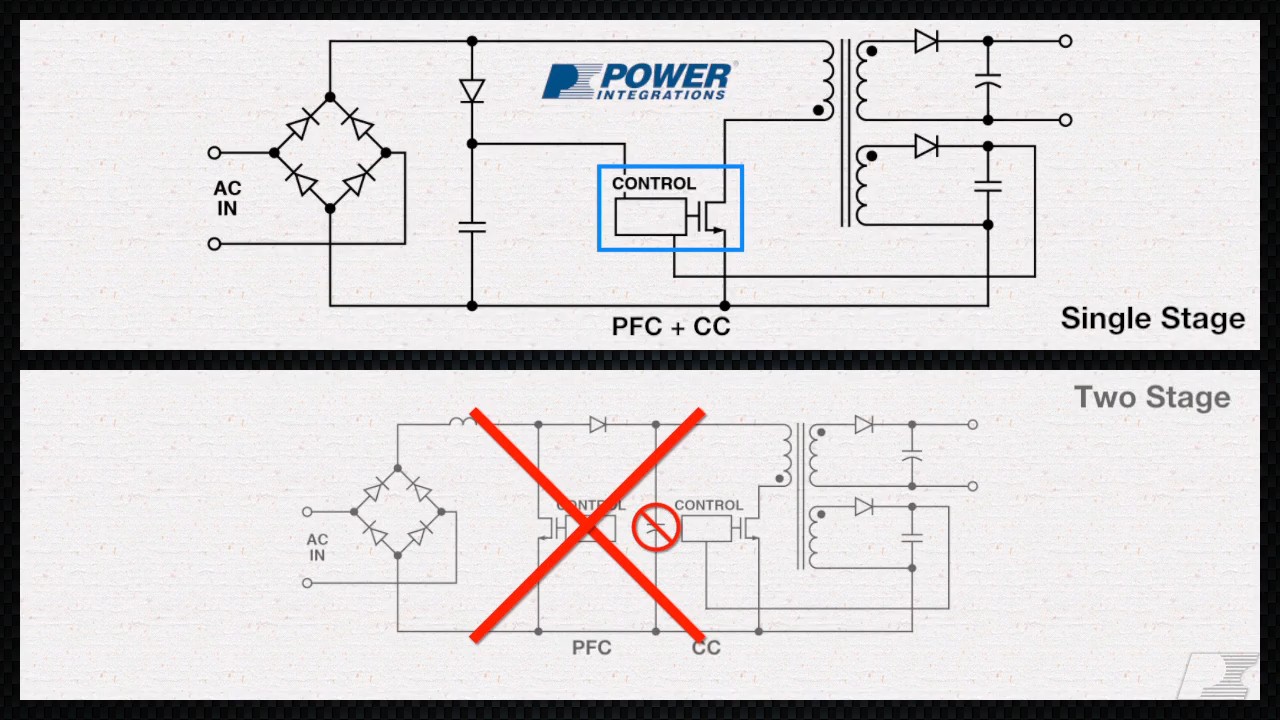 POWER
INTEGRATIONS®
CONTROL
AC
IN
PFC + CC
Single Stage
Two Stage
CONTROL
CONTROL
AC
IN
PFC
CC